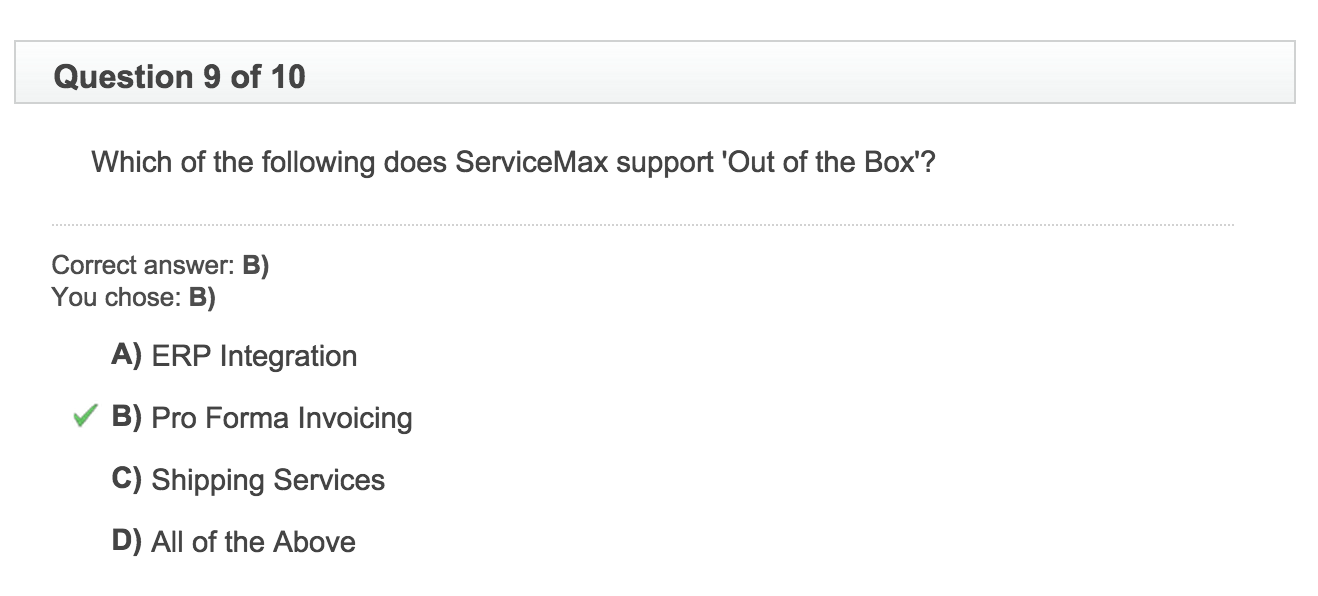 Question 9 of 10
Which of the following does ServiceMax support 'Out of the Box'?
Correct answer: B)
You chose: B)
A) ERP Integration
B) Pro Forma Invoicing
C) Shipping Services
D) All of the Above